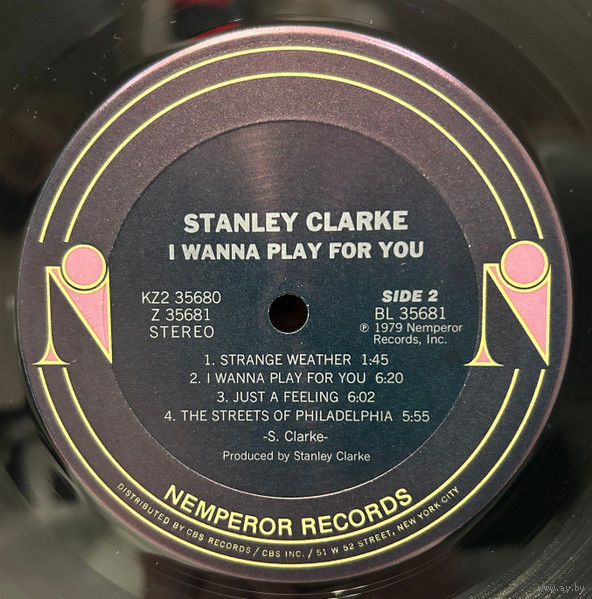 STANLEY CLARKE
I WANNA PLAY FOR YOU
KZ2 35680
Z 35681
STEREO
SIDE 2
BL 35681
℗ 1979 Nemperor
Records, Inc.
1. STRANGE WEATHER 1:45
2. I WANNA PLAY FOR YOU 6:20
3. JUST A FEELING 6:02
4. THE STREETS OF PHILADELPHIA 5:55
-S. Clarke-
Produced by Stanley Clarke
NEMPEROR RECORDS
DISTRIBUTED BY CBS RECORDS / CBS INC. / 51 W 52 STREET, NEW YORK CITY
www.ay.by